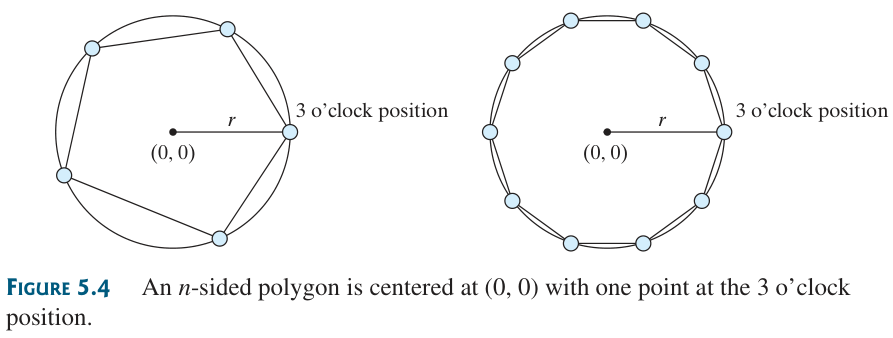 3 o’clock position
r
(0, 0)
3 o’clock position
r
(0, 0)
FIGURE 5.4 An n-sided polygon is centered at (0, 0) with one point at the 3 o’clock
position.